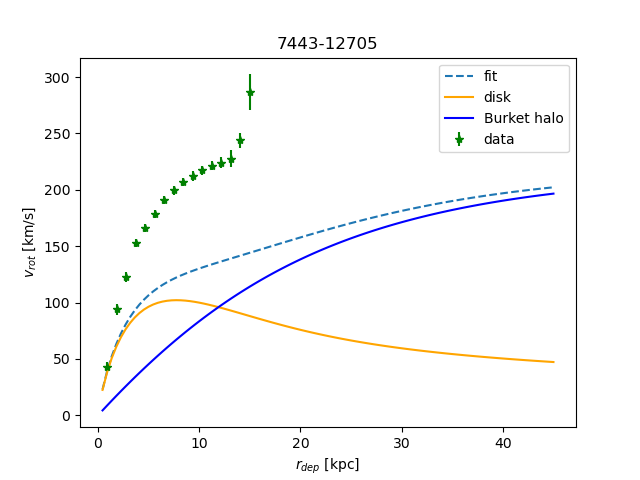 7443-12705
300
250
200
150
100
50
0
v_rot [km/s]
fit
disk
Burket halo
data
0 10 20 30 40
r_dep [kpc]